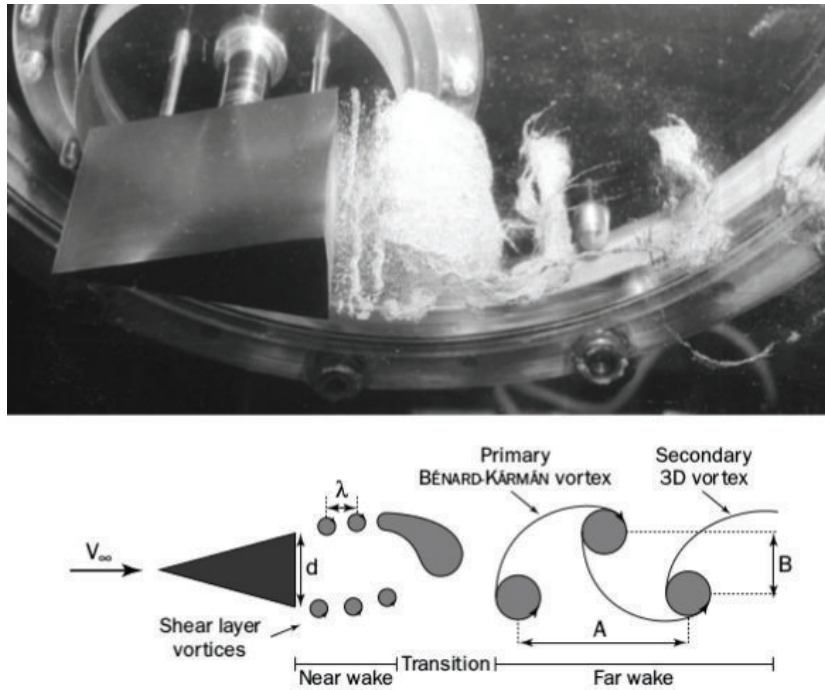 Primary
BÉNARD-KÁRMÁN vortex
Secondary
3D vortex
λ
V∞
d
B
Shear layer
vortices
A
Near wake
Transition
Far wake